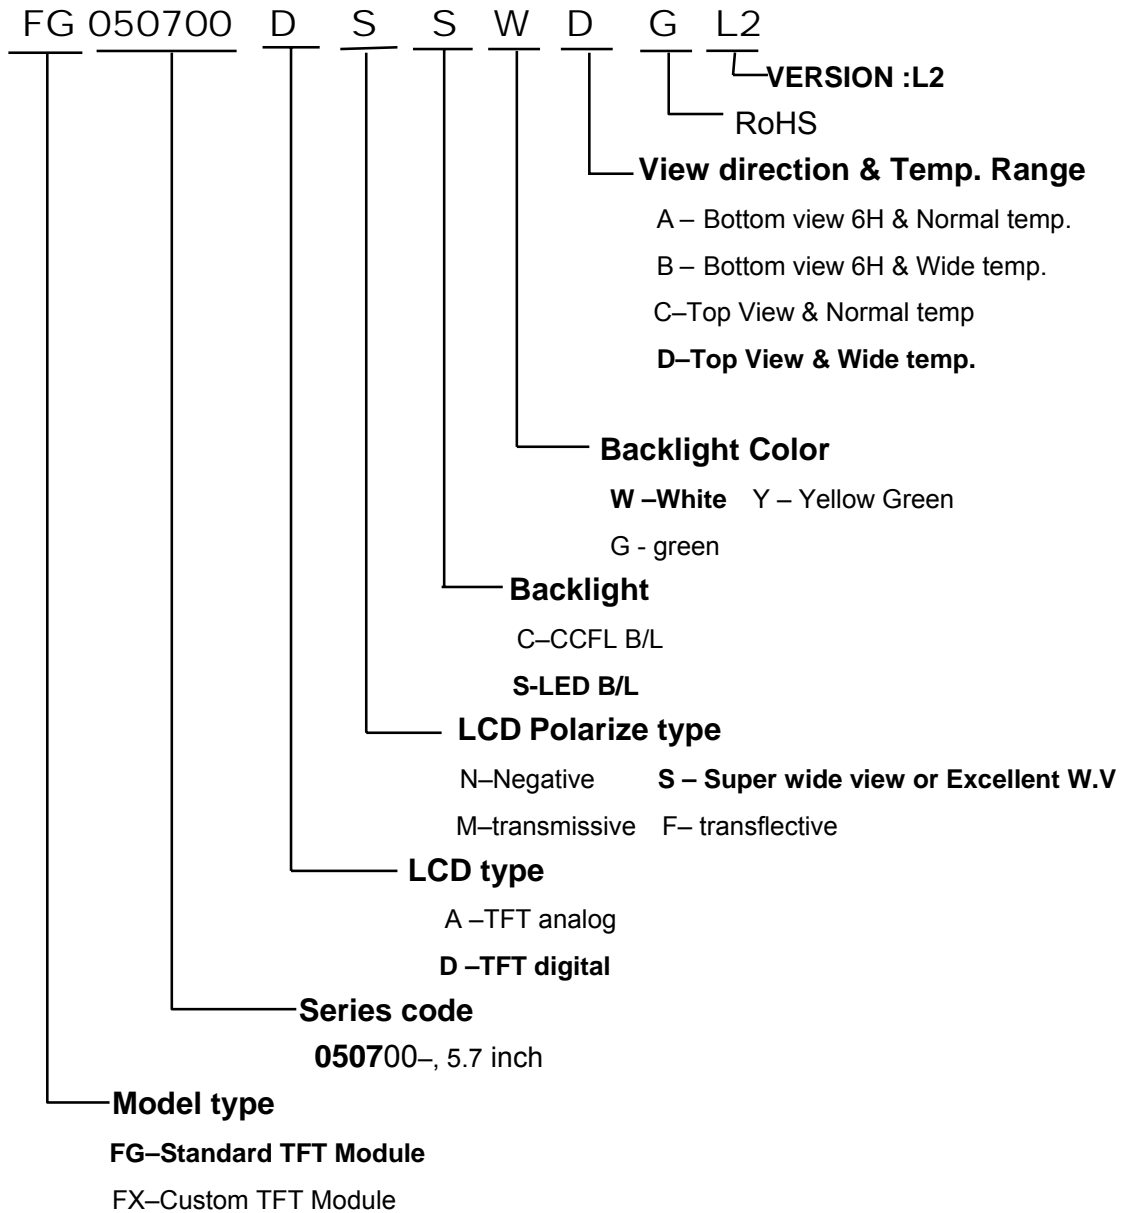 FG 050700 D S S W D G L2
VERSION :L2
RoHS
View direction & Temp. Range
A – Bottom view 6H & Normal temp.
B – Bottom view 6H & Wide temp.
C–Top View & Normal temp
D–Top View & Wide temp.
Backlight Color
W –White Y – Yellow Green
G - green
Backlight
C–CCFL B/L
S-LED B/L
LCD Polarize type
N–Negative S – Super wide view or Excellent W.V
M–transmissive F– transflective
LCD type
A –TFT analog
D –TFT digital
Series code
050700–, 5.7 inch
Model type
FG–Standard TFT Module
FX–Custom TFT Module